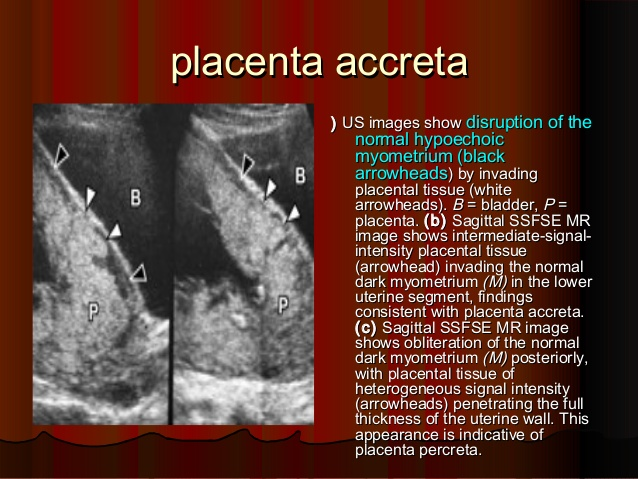 placenta accreta
) US images show disruption of the
normal hypoechoic
myometrium (black
arrowheads) by invading
placental tissue (white
arrowheads). B = bladder, P =
placenta. (b) Sagittal SSFSE MR
image shows intermediate-signal-
intensity placental tissue
(arrowhead) invading the normal
dark myometrium (M) in the lower
uterine segment, findings
consistent with placenta accreta.
(c) Sagittal SSFSE MR image
shows obliteration of the normal
dark myometrium (M) posteriorly,
with placental tissue of
heterogeneous signal intensity
(arrowheads) penetrating the full
thickness of the uterine wall. This
appearance is indicative of
placenta percreta.
B
P
B
P